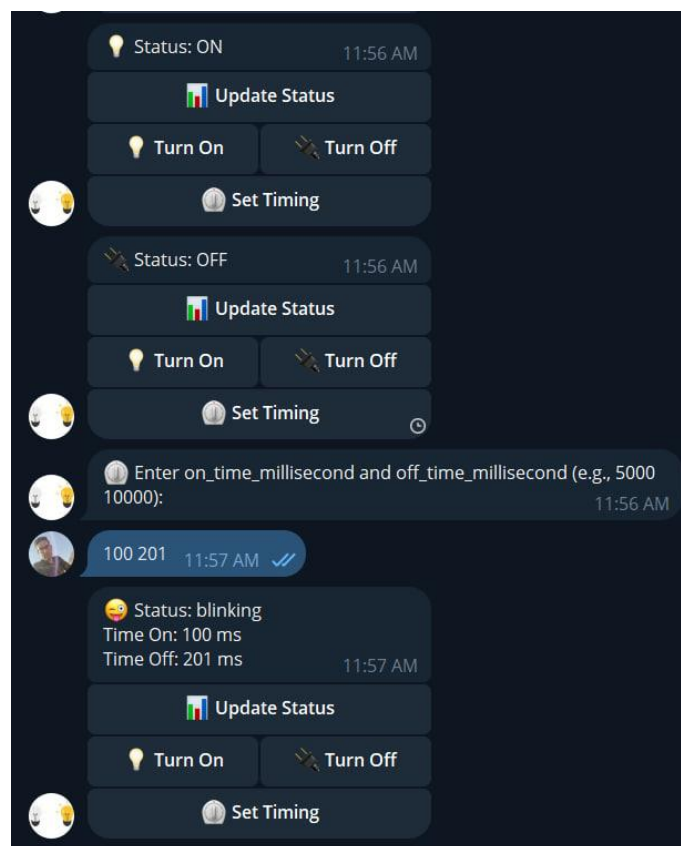 💡 Status: ON 11:56 AM
📊 Update Status
💡 Turn On 🔌 Turn Off
⏲ Set Timing
🔌 Status: OFF 11:56 AM
📊 Update Status
💡 Turn On 🔌 Turn Off
⏲ Set Timing
⏲ Enter on_time_millisecond and off_time_millisecond (e.g., 5000
10000): 11:56 AM
100 201 11:57 AM
😜 Status: blinking
Time On: 100 ms
Time Off: 201 ms 11:57 AM
📊 Update Status
💡 Turn On 🔌 Turn Off
⏲ Set Timing